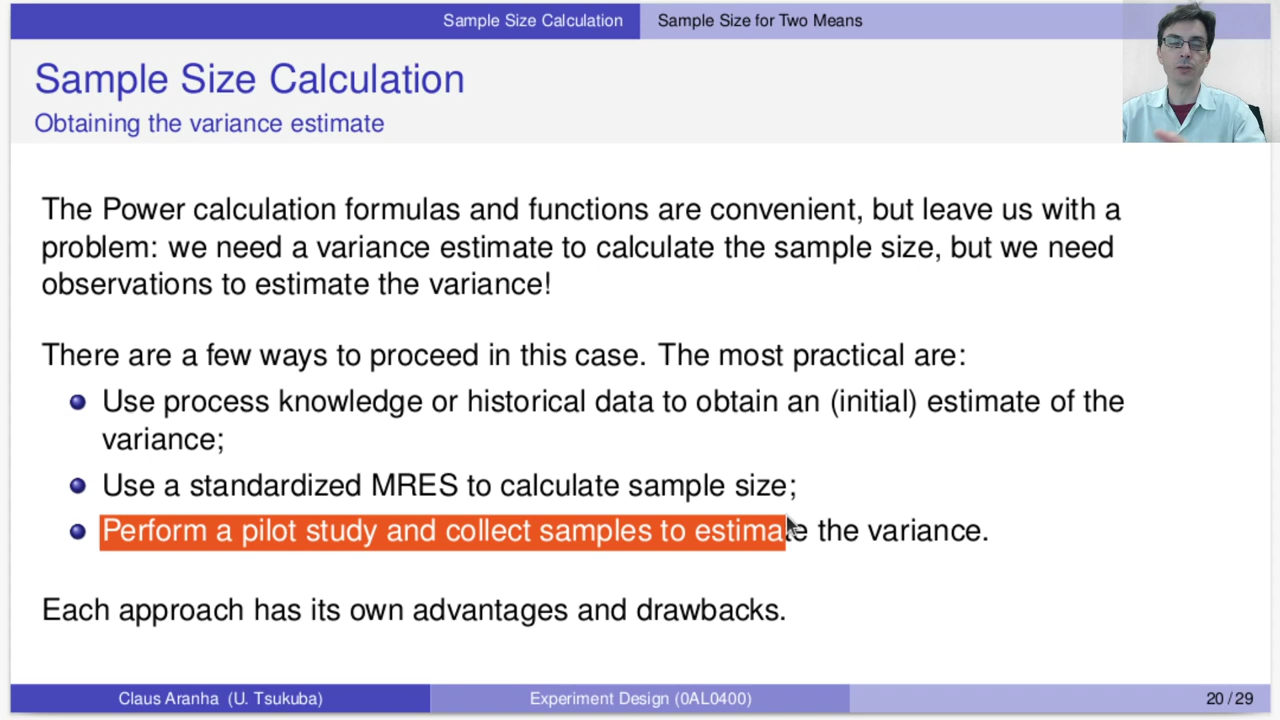 Sample Size Calculation Sample Size for Two Means
Sample Size Calculation
Obtaining the variance estimate
The Power calculation formulas and functions are convenient, but leave us with a
problem: we need a variance estimate to calculate the sample size, but we need
observations to estimate the variance!
There are a few ways to proceed in this case. The most practical are:
Use process knowledge or historical data to obtain an (initial) estimate of the
variance;
Use a standardized MRES to calculate sample size;
Perform a pilot study and collect samples to estimate the variance.
Each approach has its own advantages and drawbacks.
Claus Aranha (U. Tsukuba) Experiment Design (0AL0400) 20 / 29